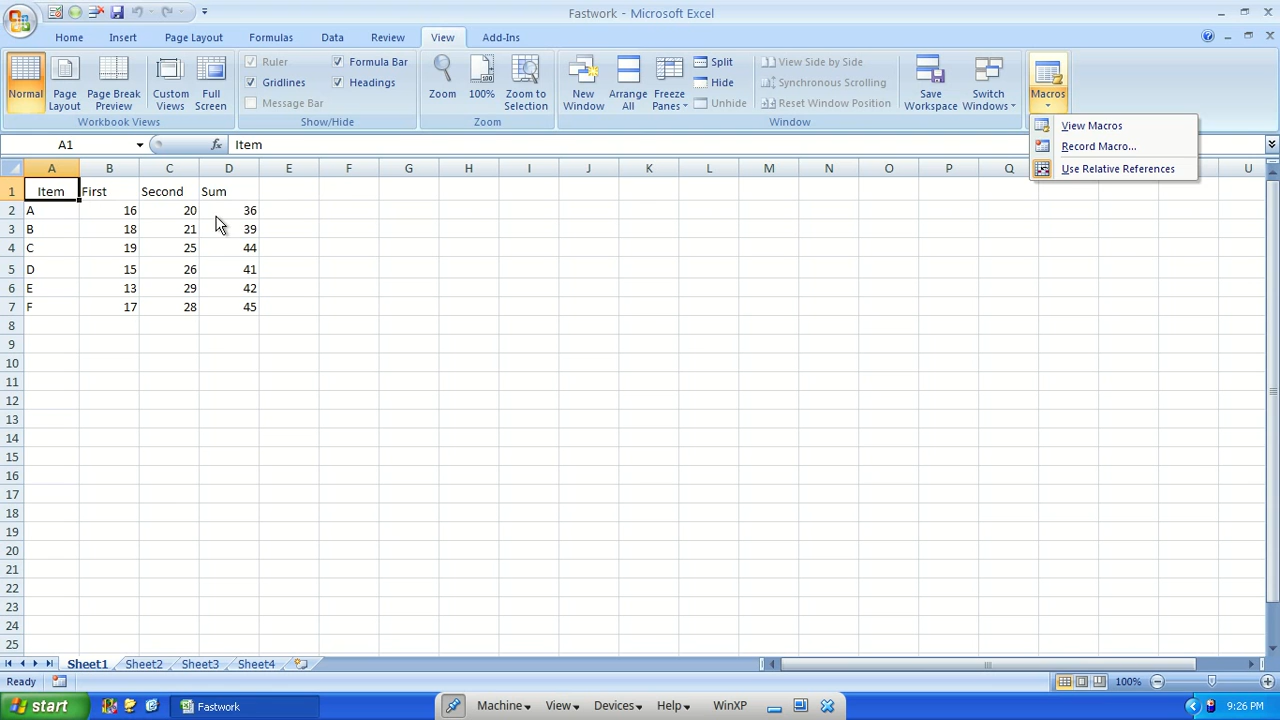 Fastwork - Microsoft Excel
Home Insert Page Layout Formulas Data Review View Add-Ins
Normal Page Layout Page Break Preview Custom Views Full Screen
Workbook Views
Ruler Formula Bar
Gridlines Headings
Message Bar
Show/Hide
Zoom 100% Zoom to Selection
Zoom
New Window Arrange All Freeze Panes
Split View Side by Side
Hide Synchronous Scrolling
Unhide Reset Window Position
Save Workspace Switch Windows
Window
Macros
View Macros
Record Macro...
Use Relative References
A1 fx Item
A B C D E F G H I J K L M N O P Q U
1 Item First Second Sum
2 A 16 20 36
3 B 18 21 39
4 C 19 25 44
5 D 15 26 41
6 E 13 29 42
7 F 17 28 45
8
9
10
11
12
13
14
15
16
17
18
19
20
21
22
23
24
25
Sheet1 Sheet2 Sheet3 Sheet4
Ready 100%
start Fastwork Machine View Devices Help WinXP 9:26 PM